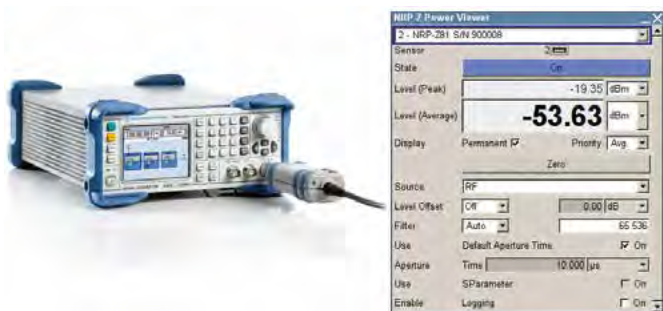 NRP Z Power Viewer
2 - NRP-Z81 S/N 900008
Sensor 2
State On
Level (Peak) -19.35 dBm
Level (Average) -53.63 dBm
Display Permanent Priority Avg.
Zero
Source RF
Level Offset Off 0.00 dB
Filter Auto 65 536
Use Default Aperture Time On
Aperture Time 10.000 µs
Use SParameter On
Enable Logging On